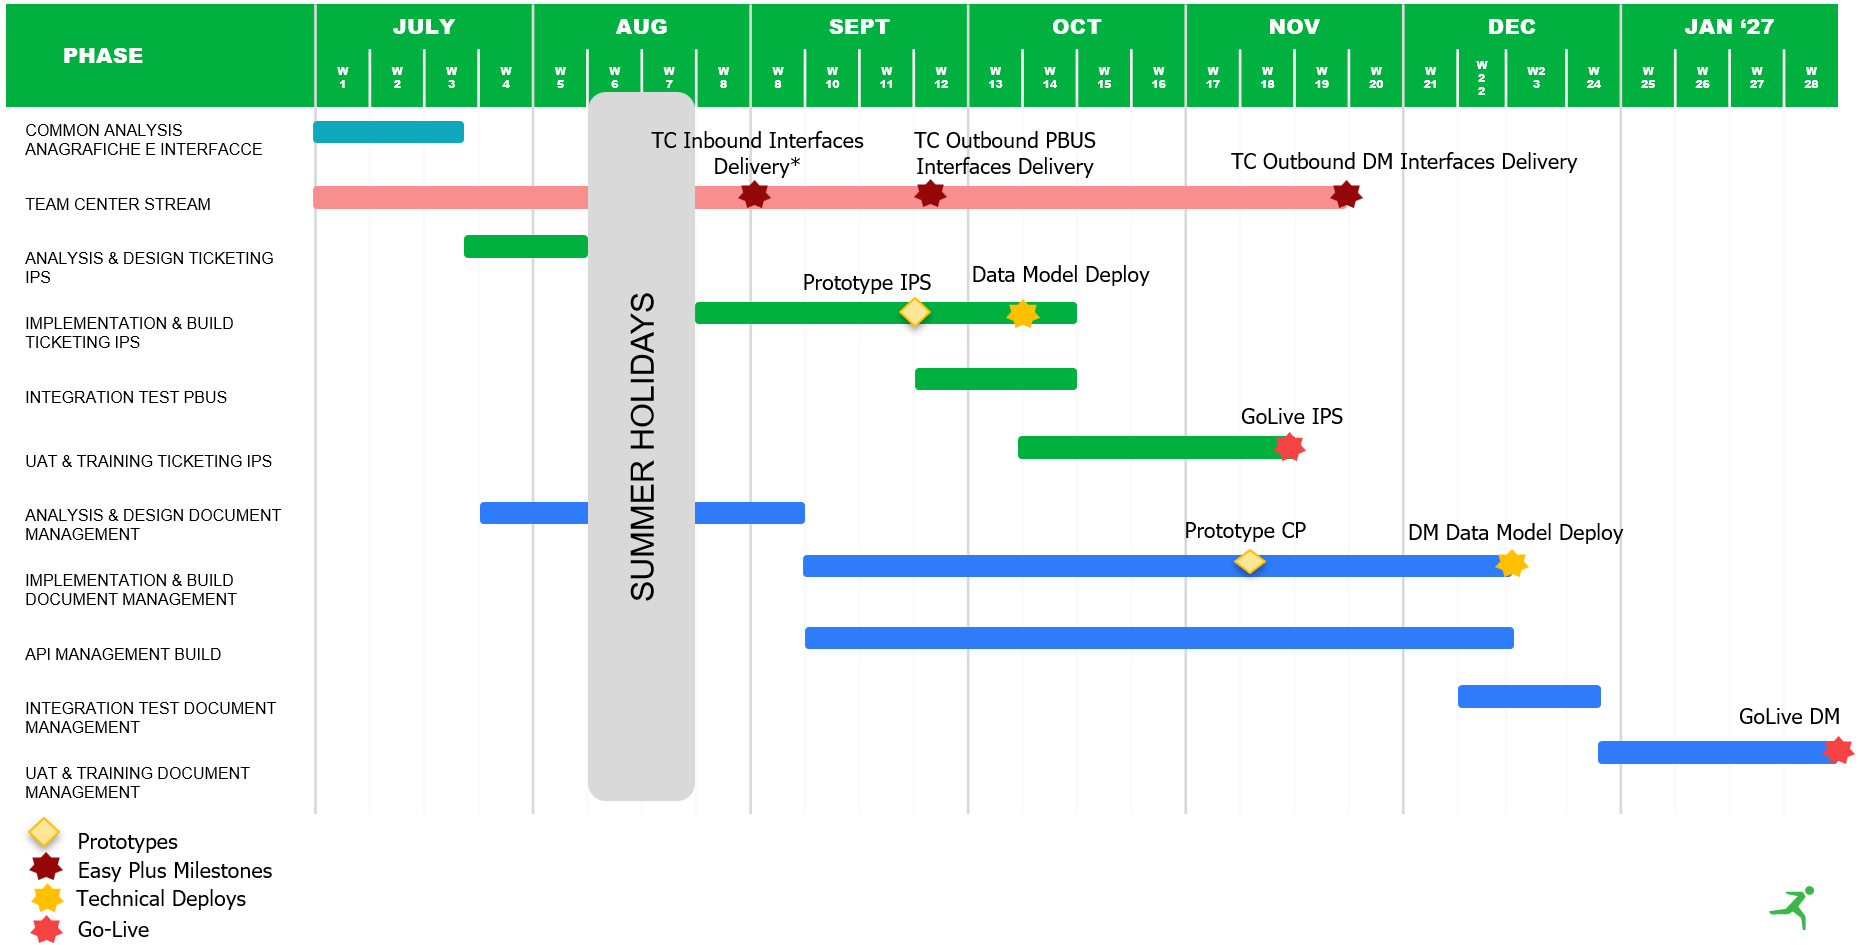 PHASE
JULY
AUG
SEPT
OCT
NOV
DEC
JAN ‘27
W
1
W
2
W
3
W
4
W
5
W
6
W
7
W
8
W
8
W
10
W
11
W
12
W
13
W
14
W
15
W
16
W
17
W
18
W
19
W
20
W
21
W
2
2
W2
3
W
24
W
25
W
26
W
27
W
28
COMMON ANALYSIS
ANAGRAFICHE E INTERFACCE
TC Inbound Interfaces
Delivery*
TC Outbound PBUS
Interfaces Delivery
TC Outbound DM Interfaces Delivery
TEAM CENTER STREAM
ANALYSIS & DESIGN TICKETING
IPS
Prototype IPS
Data Model Deploy
IMPLEMENTATION & BUILD
TICKETING IPS
SUMMER HOLIDAYS
INTEGRATION TEST PBUS
GoLive IPS
UAT & TRAINING TICKETING IPS
ANALYSIS & DESIGN DOCUMENT
MANAGEMENT
Prototype CP
DM Data Model Deploy
IMPLEMENTATION & BUILD
DOCUMENT MANAGEMENT
API MANAGEMENT BUILD
INTEGRATION TEST DOCUMENT
MANAGEMENT
GoLive DM
UAT & TRAINING DOCUMENT
MANAGEMENT
Prototypes
Easy Plus Milestones
Technical Deploys
Go-Live